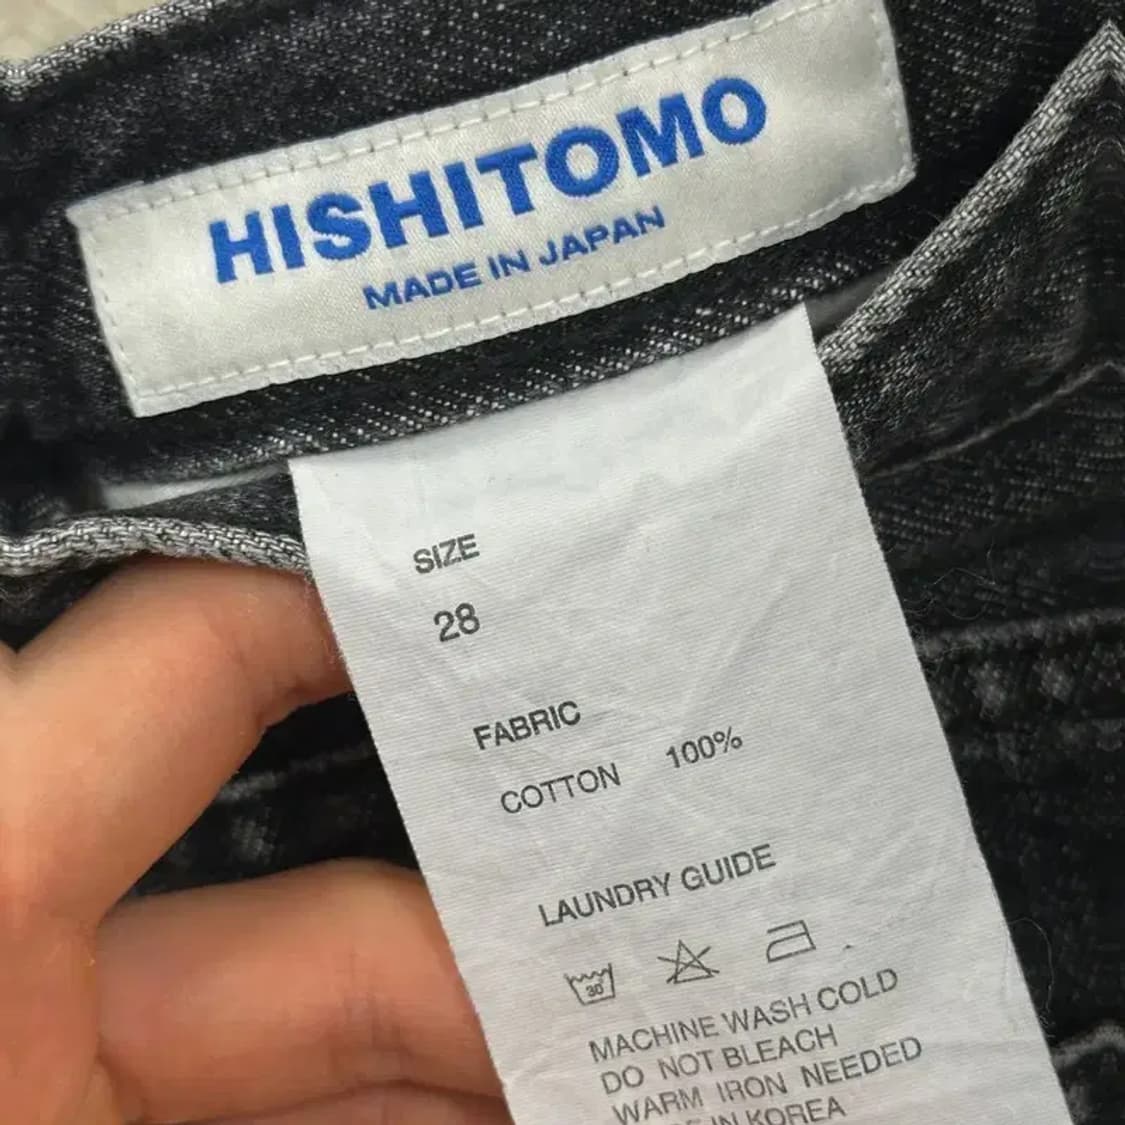 HISHITOMO
MADE IN JAPAN
SIZE
28
FABRIC
COTTON 100%
LAUNDRY GUIDE
30
MACHINE WASH COLD
DO NOT BLEACH
WARM IRON NEEDED
IN KOREA